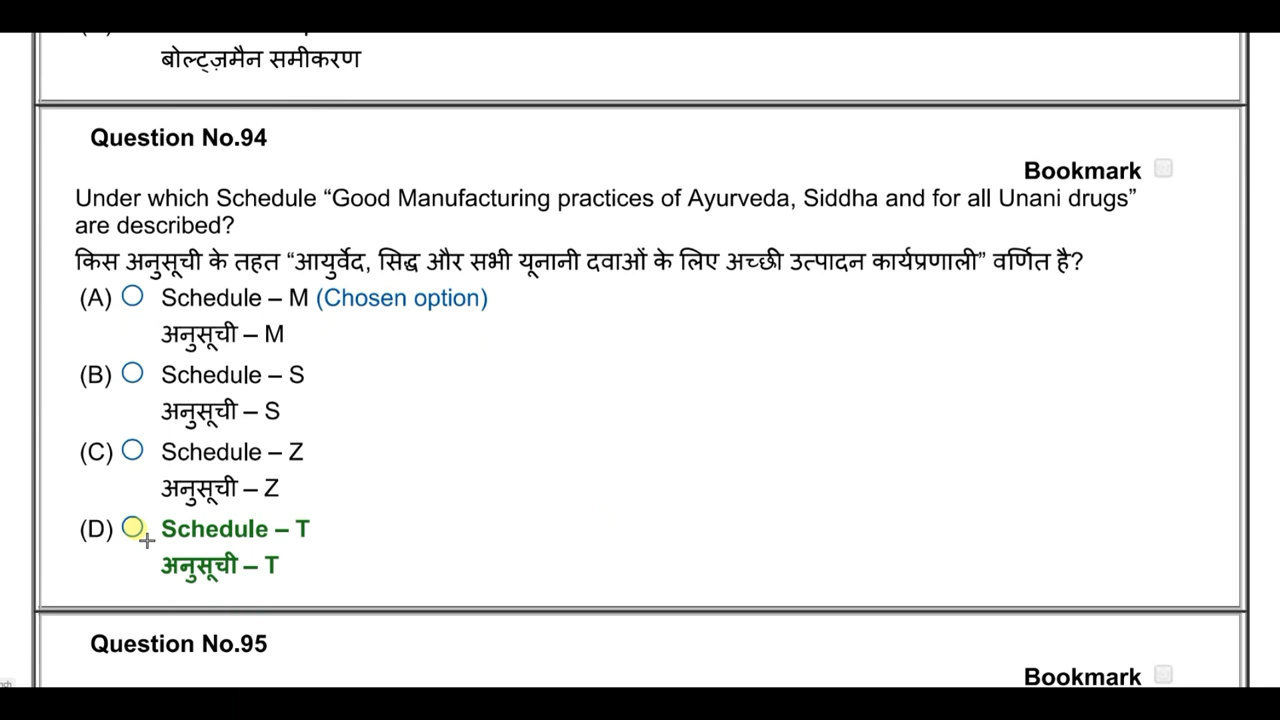 बोल्ट्ज़मैन समीकरण
Question No.94
Bookmark
Under which Schedule “Good Manufacturing practices of Ayurveda, Siddha and for all Unani drugs”
are described?
किस अनुसूची के तहत “आयुर्वेद, सिद्ध और सभी यूनानी दवाओं के लिए अच्छी उत्पादन कार्यप्रणाली” वर्णित है?
(A) Schedule – M (Chosen option)
अनुसूची – M
(B) Schedule – S
अनुसूची – S
(C) Schedule – Z
अनुसूची – Z
(D) Schedule – T
अनुसूची – T
Question No.95
Bookmark